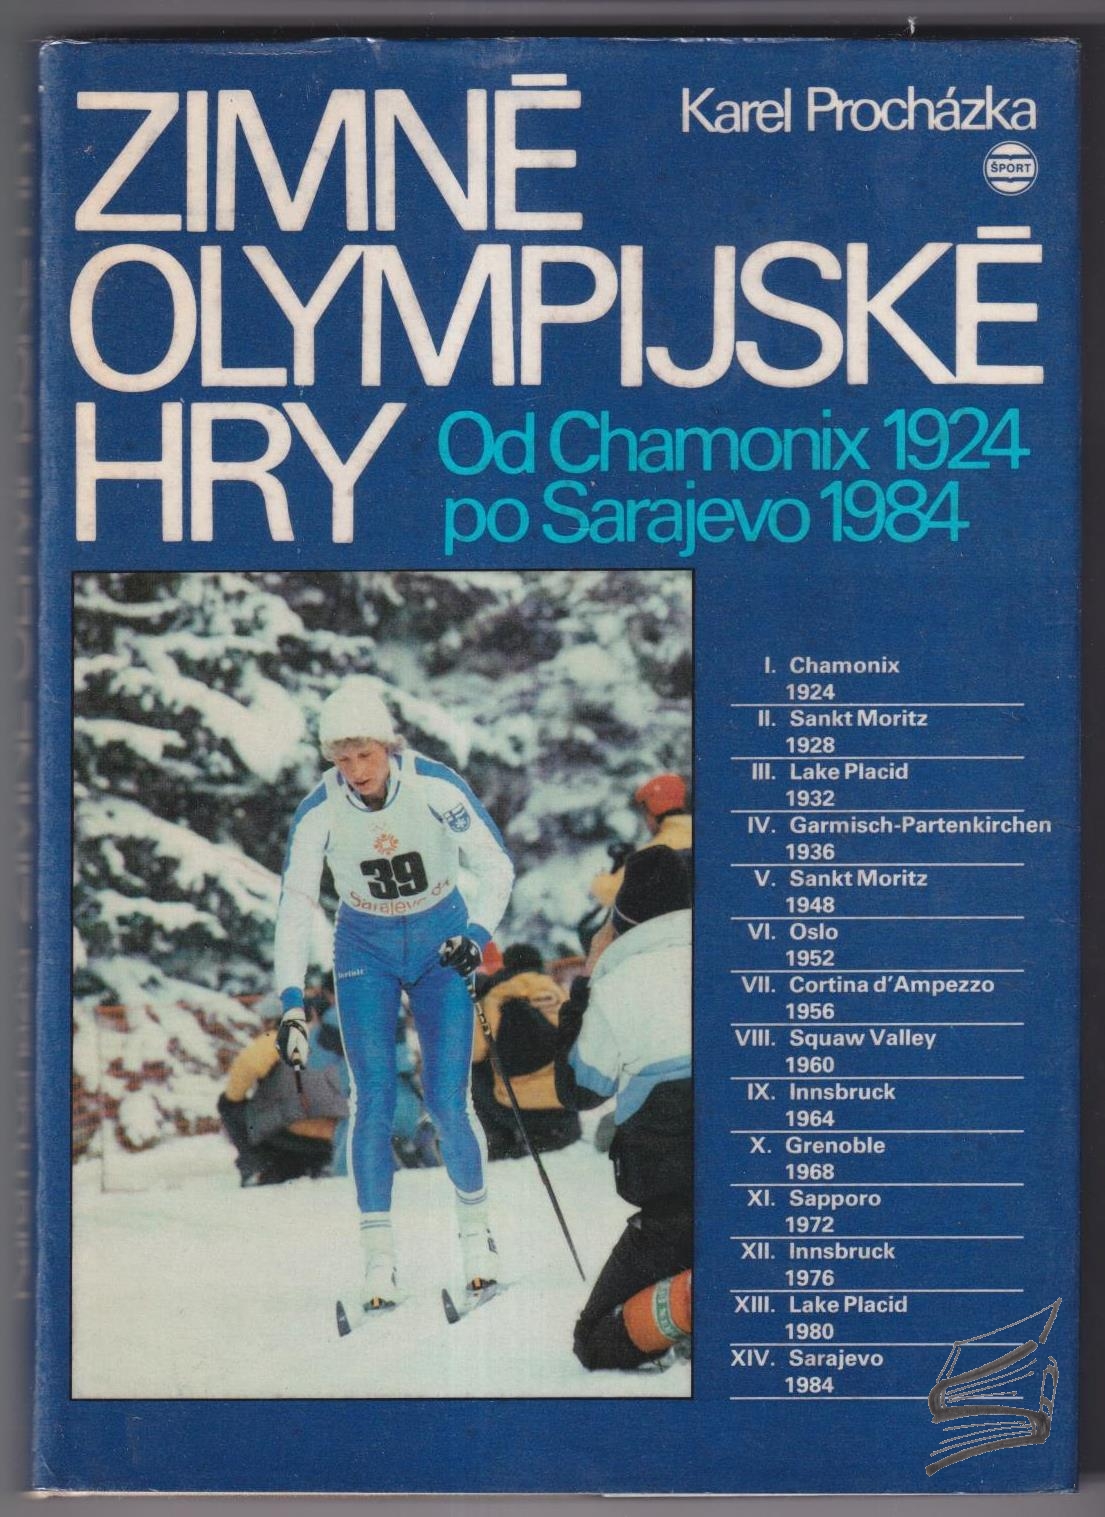 ZIMNÉ
Karel Procházka
ŠPORT
OLYMPIJSKÉ
HRY
Od Chamonix 1924
po Sarajevo 1984
I. Chamonix
1924
II. Sankt Moritz
1928
III. Lake Placid
1932
IV. Garmisch-Partenkirchen
1936
V. Sankt Moritz
1948
VI. Oslo
1952
VII. Cortina d'Ampezzo
1956
VIII. Squaw Valley
1960
IX. Innsbruck
1964
X. Grenoble
1968
XI. Sapporo
1972
XII. Innsbruck
1976
XIII. Lake Placid
1980
XIV. Sarajevo
1984
39
Sarajevo